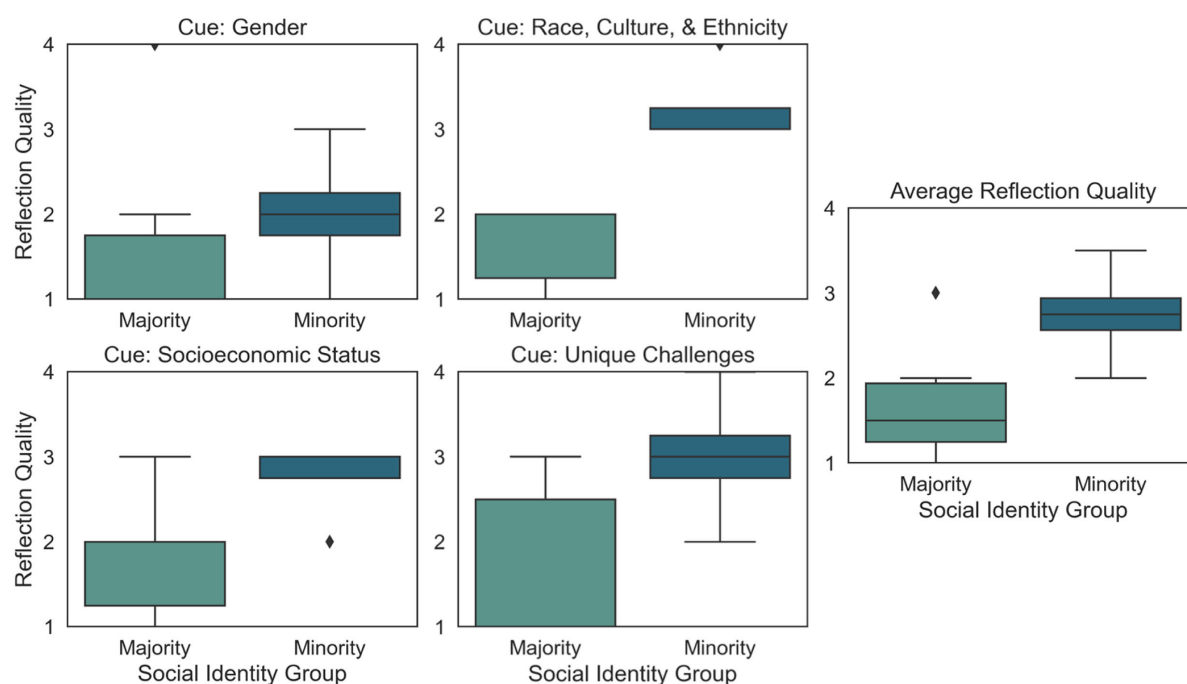 Cue: Gender
Reflection Quality
4
3
2
1
Majority Minority
Cue: Race, Culture, & Ethnicity
4
3
2
1
Majority Minority
Cue: Socioeconomic Status
Reflection Quality
4
3
2
1
Majority Minority
Social Identity Group
Cue: Unique Challenges
4
3
2
1
Majority Minority
Social Identity Group
Average Reflection Quality
4
3
2
1
Majority Minority
Social Identity Group